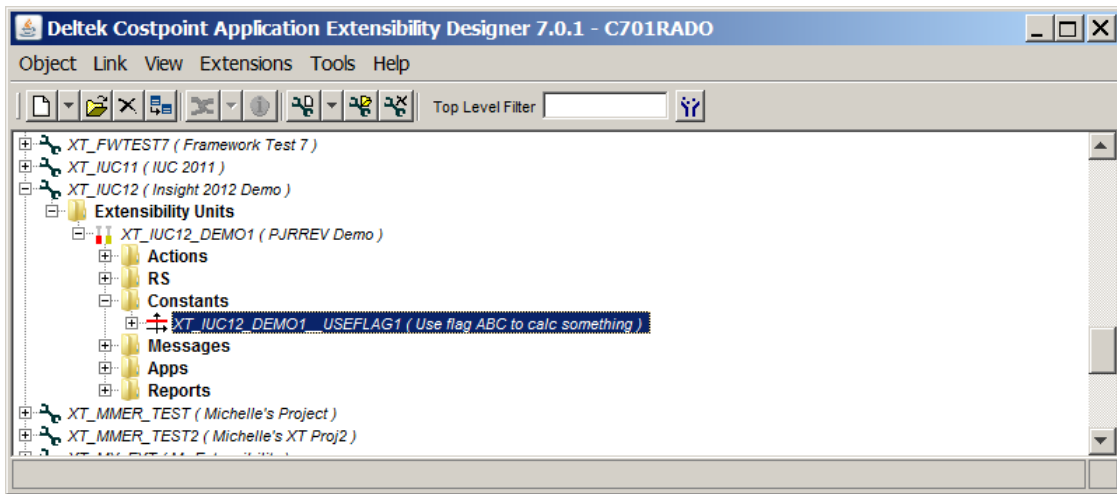 Deltek Costpoint Application Extensibility Designer 7.0.1 - C701RADO
Object Link View Extensions Tools Help
Top Level Filter
XT_FWTEST7 ( Framework Test 7 )
XT_IUC11 ( IUC 2011 )
XT_IUC12 ( Insight 2012 Demo )
Extensibility Units
XT_IUC12_DEMO1 ( PJRREV Demo )
Actions
RS
Constants
XT_IUC12_DEMO1__USEFLAG1 ( Use flag ABC to calc something )
Messages
Apps
Reports
XT_MMER_TEST ( Michelle's Project )
XT_MMER_TEST2 ( Michelle's XT Proj2 )